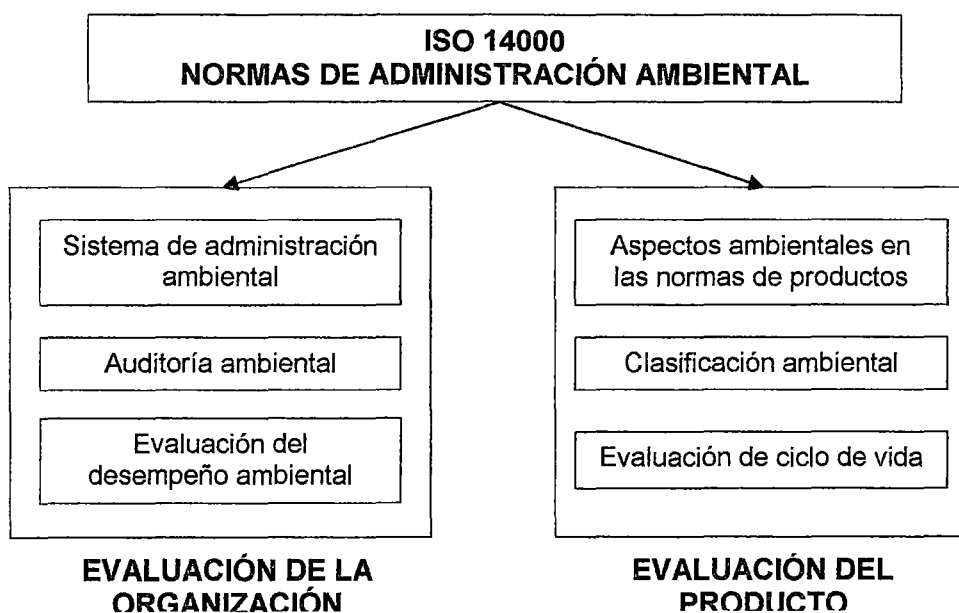 ISO 14000
NORMAS DE ADMINISTRACIÓN AMBIENTAL
Sistema de administración
ambiental
Auditoría ambiental
Evaluación del
desempeño ambiental
EVALUACIÓN DE LA
ORGANIZACIÓN
Aspectos ambientales en
las normas de productos
Clasificación ambiental
Evaluación de ciclo de vida
EVALUACIÓN DEL
PRODUCTO